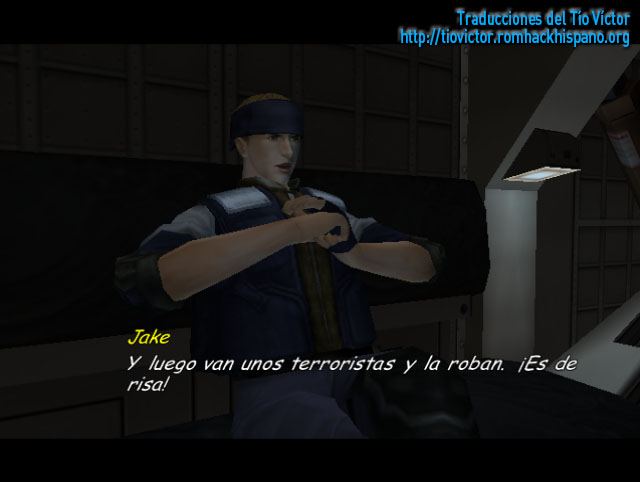 Traducciones del Tío Victor
http://tiovictor.romhackhispano.org
Jake
Y luego van unos terroristas y la roban. ¡Es de
risa!